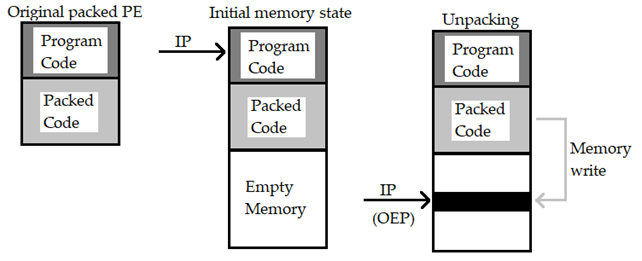 Original packed PE
Program
Code
Packed
Code
IP
Initial memory state
Program
Code
Packed
Code
Empty
Memory
Unpacking
Program
Code
Packed
Code
Memory
write
IP
(OEP)